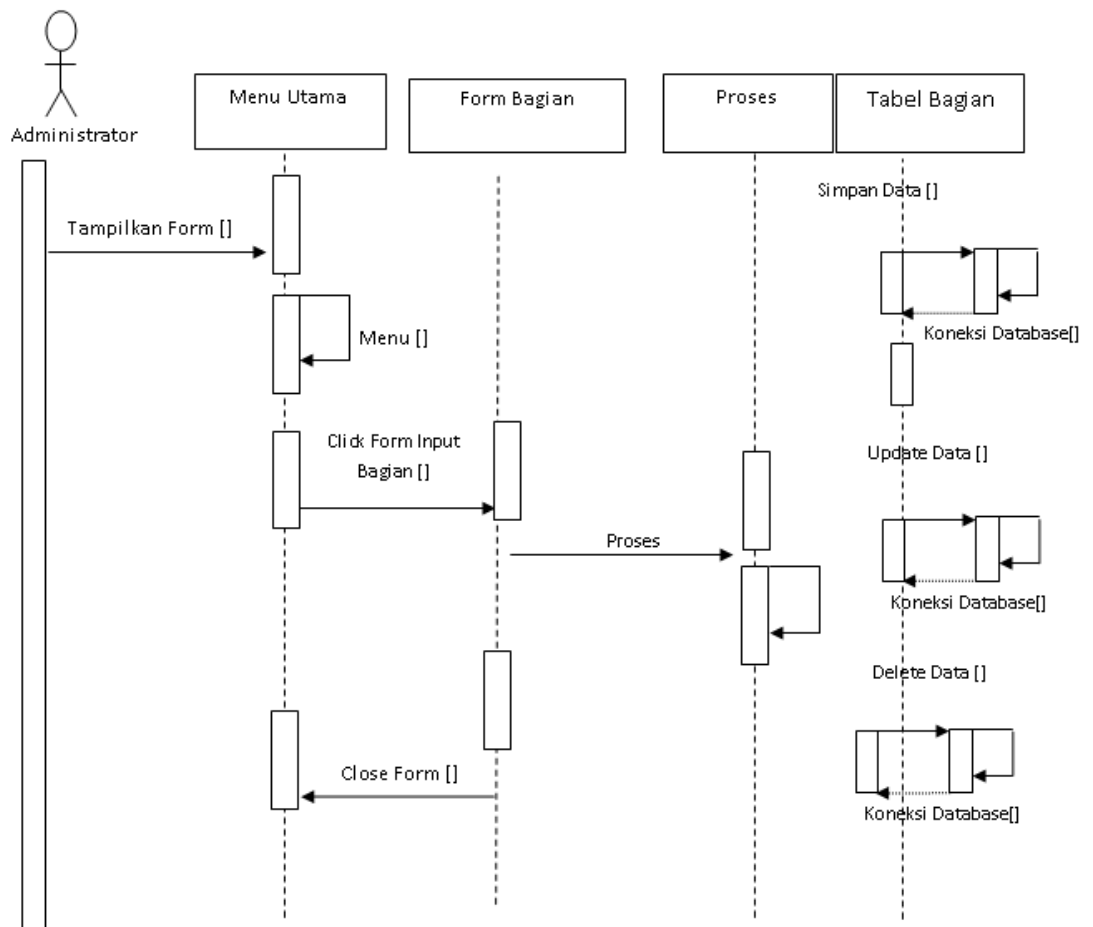 Administrator
Menu Utama
Form Bagian
Proses
Tabel Bagian
Simpan Data []
Tampilkan Form []
Koneksi Database[]
Menu []
Click Form Input
Bagian []
Update Data []
Proses
Koneksi Database[]
Delete Data []
Close Form []
Koneksi Database[]